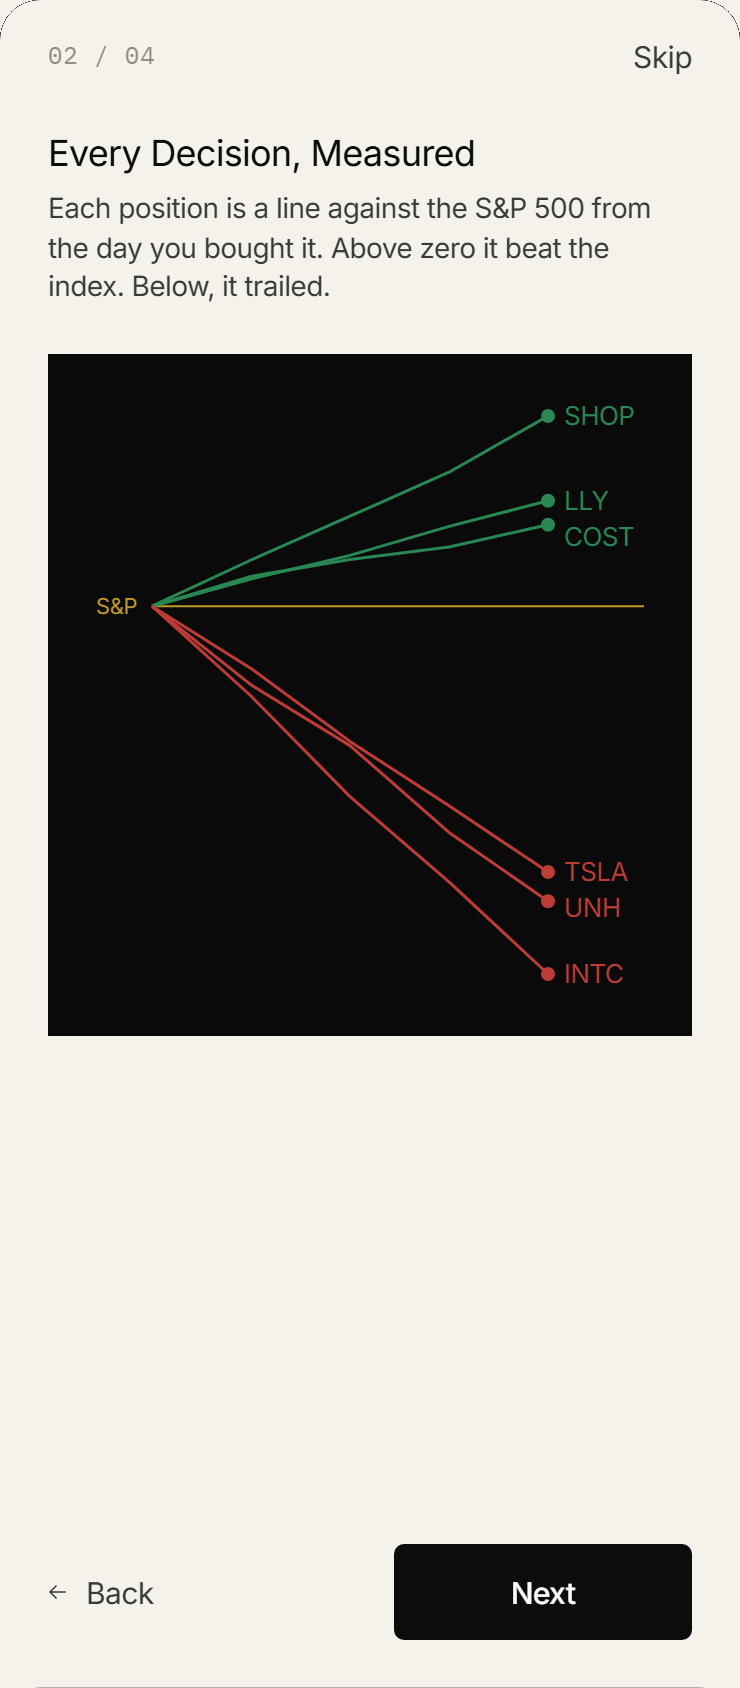 02 / 04
Skip
Every Decision, Measured
Each position is a line against the S&P 500 from
the day you bought it. Above zero it beat the
index. Below, it trailed.
SHOP
LLY
COST
S&P
TSLA
UNH
INTC
← Back
Next